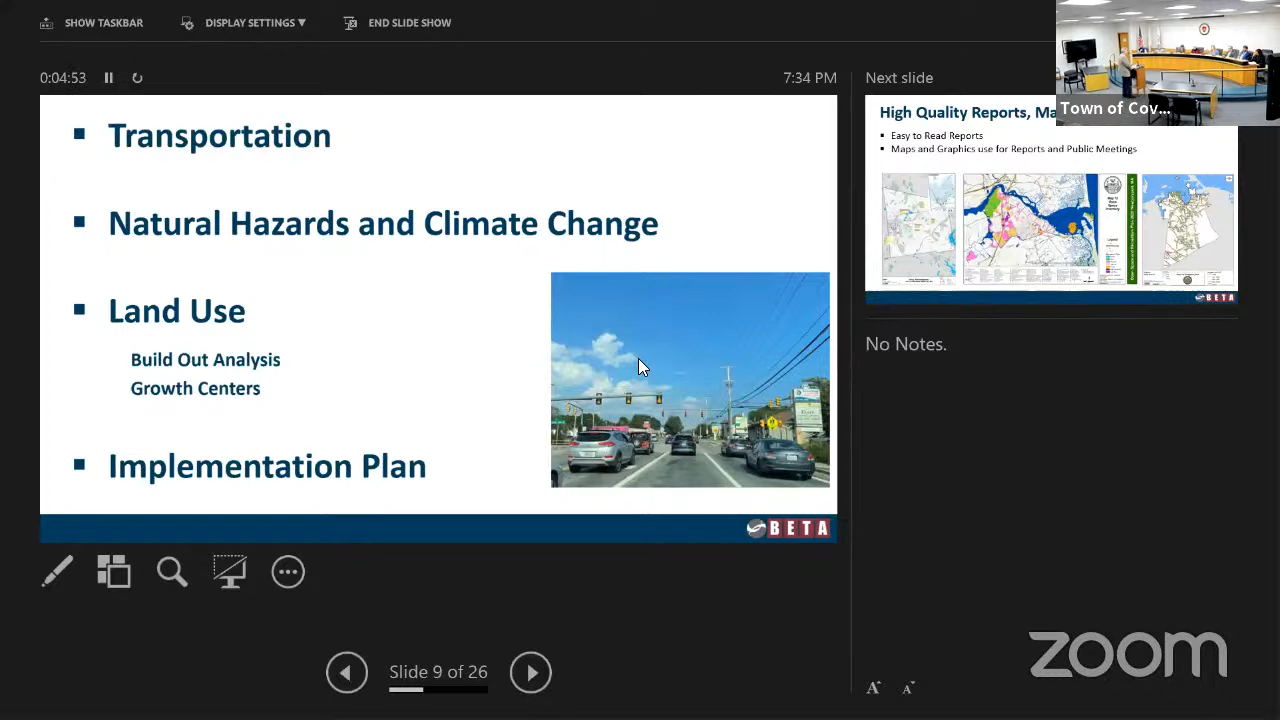 SHOW TASKBAR
DISPLAY SETTINGS ▼
END SLIDE SHOW
0:04:53
7:34 PM
Transportation
Natural Hazards and Climate Change
Land Use
Build Out Analysis
Growth Centers
Implementation Plan
BETA
Slide 9 of 26
Next slide
Town of Cov...
High Quality Reports, Ma
Easy to Read Reports
Maps and Graphics use for Reports and Public Meetings
BETA
No Notes.
zoom
A
A